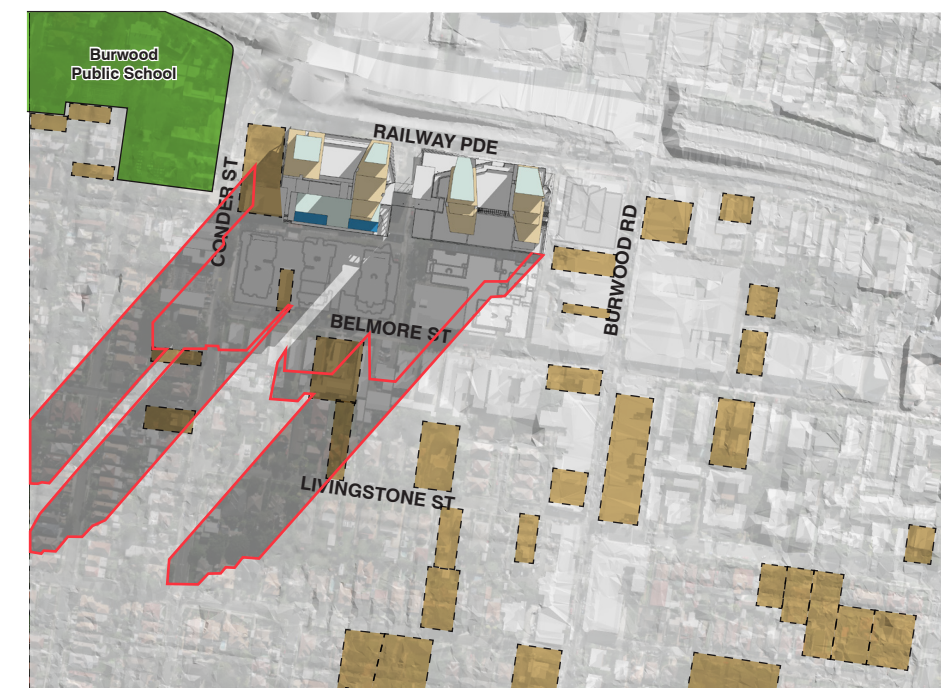 Burwood
Public School
RAILWAY PDE
CONDER ST
BURWOOD RD
BELMORE ST
LIVINGSTONE ST